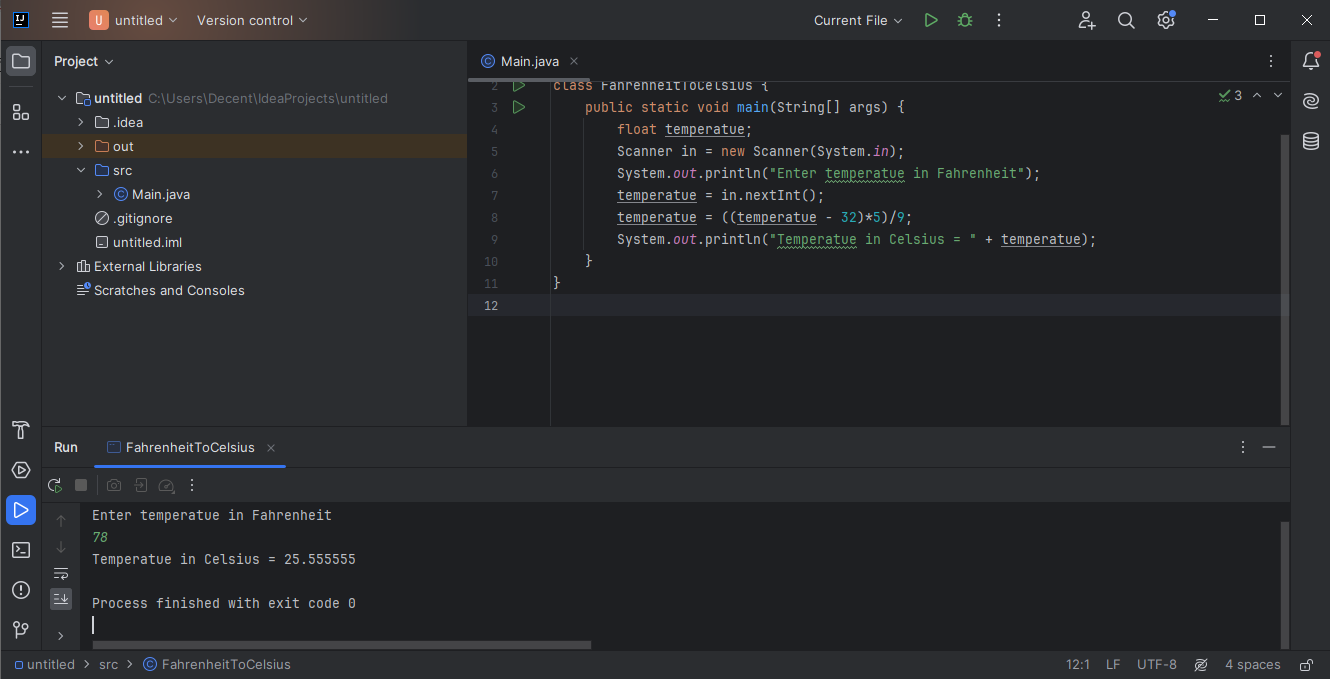 IJ
U untitled Version control Current File
Project
untitled C:\Users\Decent\IdeaProjects\untitled
.idea
out
src
Main.java
.gitignore
untitled.iml
External Libraries
Scratches and Consoles
Main.java
3
2 class FahrenheitToCelsius {
3 public static void main(String[] args) {
4 float temperatue;
5 Scanner in = new Scanner(System.in);
6 System.out.println("Enter temperatue in Fahrenheit");
7 temperatue = in.nextInt();
8 temperatue = ((temperatue - 32)*5)/9;
9 System.out.println("Temperatue in Celsius = " + temperatue);
10 }
11 }
12
Run FahrenheitToCelsius
Enter temperatue in Fahrenheit
78
Temperatue in Celsius = 25.555555
Process finished with exit code 0
untitled > src > FahrenheitToCelsius 12:1 LF UTF-8 4 spaces